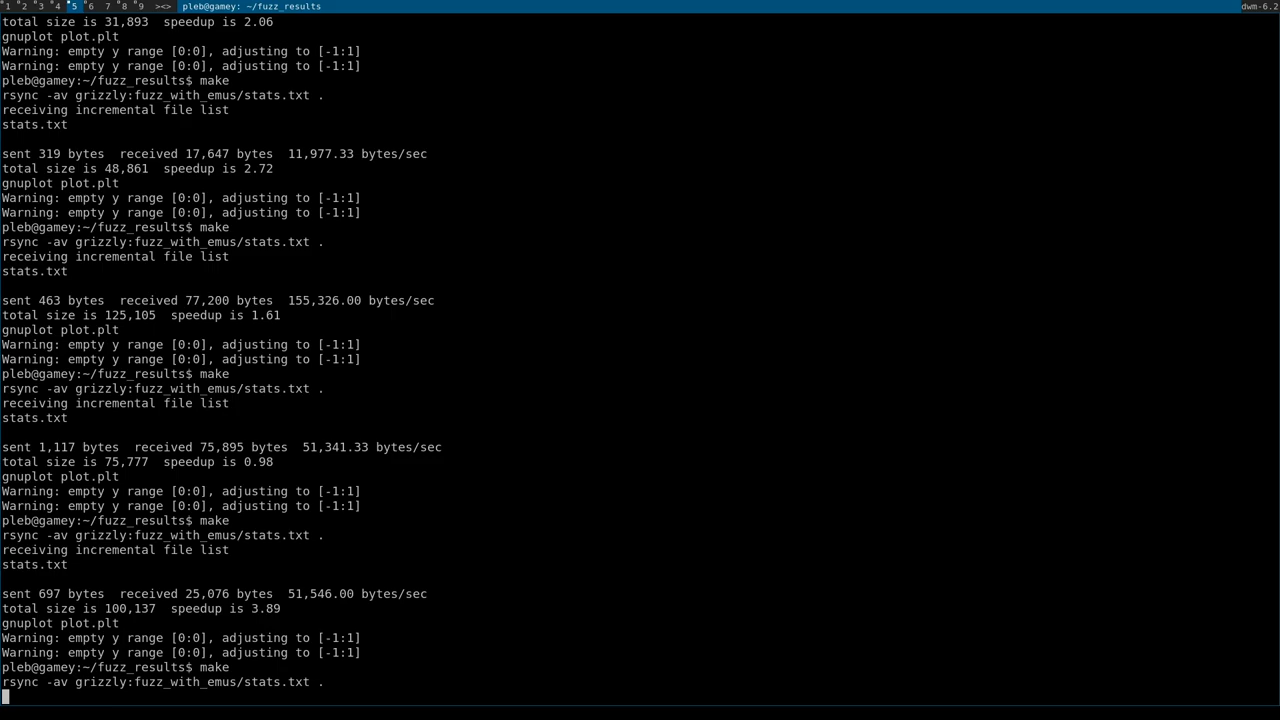 1 2 3 4 5 6 7 8 9 ><> pleb@gamey: ~/fuzz_results dwm-6.2
total size is 31,893  speedup is 2.06
gnuplot plot.plt
Warning: empty y range [0:0], adjusting to [-1:1]
Warning: empty y range [0:0], adjusting to [-1:1]
pleb@gamey:~/fuzz_results$ make
rsync -av grizzly:fuzz_with_emus/stats.txt .
receiving incremental file list
stats.txt

sent 319 bytes  received 17,647 bytes  11,977.33 bytes/sec
total size is 48,861  speedup is 2.72
gnuplot plot.plt
Warning: empty y range [0:0], adjusting to [-1:1]
Warning: empty y range [0:0], adjusting to [-1:1]
pleb@gamey:~/fuzz_results$ make
rsync -av grizzly:fuzz_with_emus/stats.txt .
receiving incremental file list
stats.txt

sent 463 bytes  received 77,200 bytes  155,326.00 bytes/sec
total size is 125,105  speedup is 1.61
gnuplot plot.plt
Warning: empty y range [0:0], adjusting to [-1:1]
Warning: empty y range [0:0], adjusting to [-1:1]
pleb@gamey:~/fuzz_results$ make
rsync -av grizzly:fuzz_with_emus/stats.txt .
receiving incremental file list
stats.txt

sent 1,117 bytes  received 75,895 bytes  51,341.33 bytes/sec
total size is 75,777  speedup is 0.98
gnuplot plot.plt
Warning: empty y range [0:0], adjusting to [-1:1]
Warning: empty y range [0:0], adjusting to [-1:1]
pleb@gamey:~/fuzz_results$ make
rsync -av grizzly:fuzz_with_emus/stats.txt .
receiving incremental file list
stats.txt

sent 697 bytes  received 25,076 bytes  51,546.00 bytes/sec
total size is 100,137  speedup is 3.89
gnuplot plot.plt
Warning: empty y range [0:0], adjusting to [-1:1]
Warning: empty y range [0:0], adjusting to [-1:1]
pleb@gamey:~/fuzz_results$ make
rsync -av grizzly:fuzz_with_emus/stats.txt .